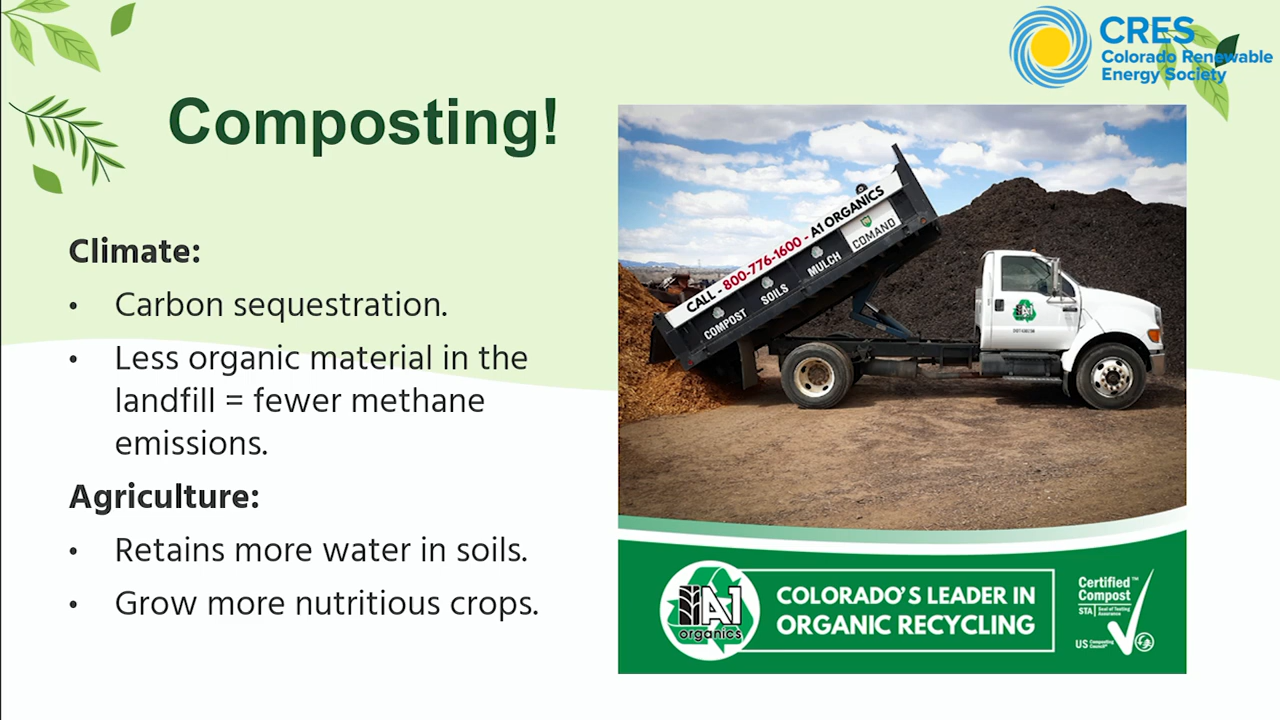 CRES
Colorado Renewable
Energy Society
Composting!
Climate:
• Carbon sequestration.
• Less organic material in the
landfill = fewer methane
emissions.
Agriculture:
• Retains more water in soils.
• Grow more nutritious crops.
CALL - 800-776-1600 - A1 ORGANICS
COMPOST SOILS MULCH COMAND
A1
organics
COLORADO'S LEADER IN
ORGANIC RECYCLING
Certified™
Compost
STA Seal of Testing
Assurance
US Composting
Council